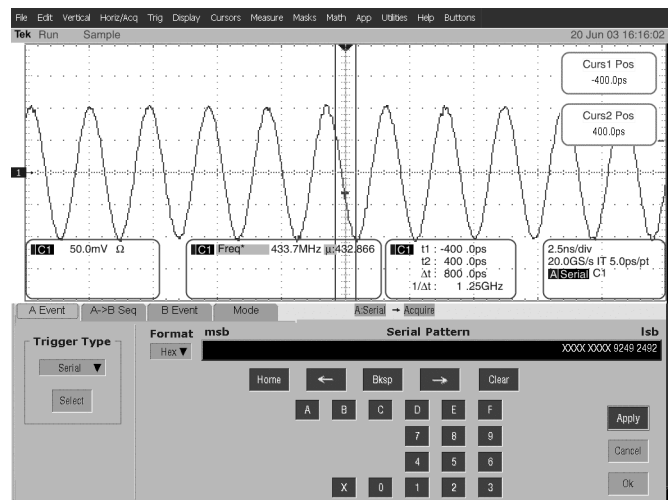 File Edit Vertical Horiz/Acq Trig Display Cursors Measure Masks Math App Utilities Help Buttons
Tek Run Sample 20 Jun 03 16:16:02
Curs1 Pos
-400.0ps
Curs2 Pos
400.0ps
1
C1 50.0mV Ω
C1 Freq* 433.7MHz µ:432.866
C1 t1 : -400 .0ps
t2 : 400 .0ps
Δt : 800 .0ps
1/Δt : 1 .25GHz
2.5ns/div
20.0GS/s IT 5.0ps/pt
A Serial C1
A Event A->B Seq B Event Mode A:Serial → Acquire
Trigger Type
Serial ▼
Select
Format msb Serial Pattern lsb
Hex ▼ XXXX XXXX 9249 2492
Home ← Bksp → Clear
A B C D E F
7 8 9
4 5 6
X 0 1 2 3
Apply
Cancel
Ok